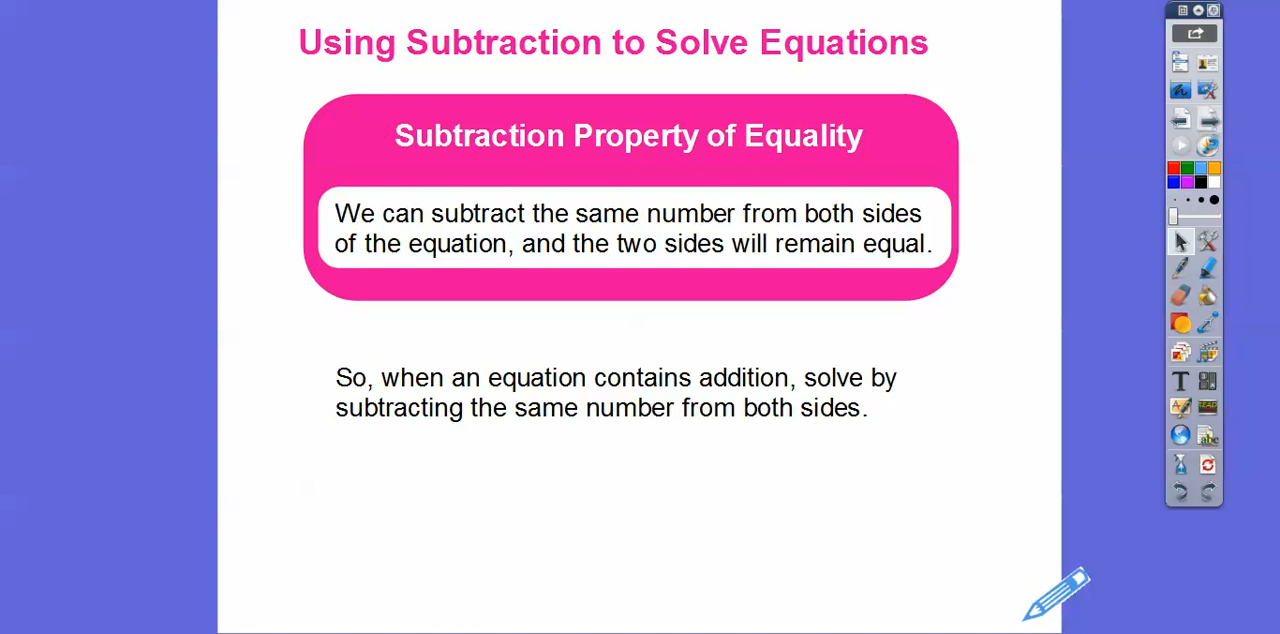 Using Subtraction to Solve Equations
Subtraction Property of Equality
We can subtract the same number from both sides
of the equation, and the two sides will remain equal.
So, when an equation contains addition, solve by
subtracting the same number from both sides.